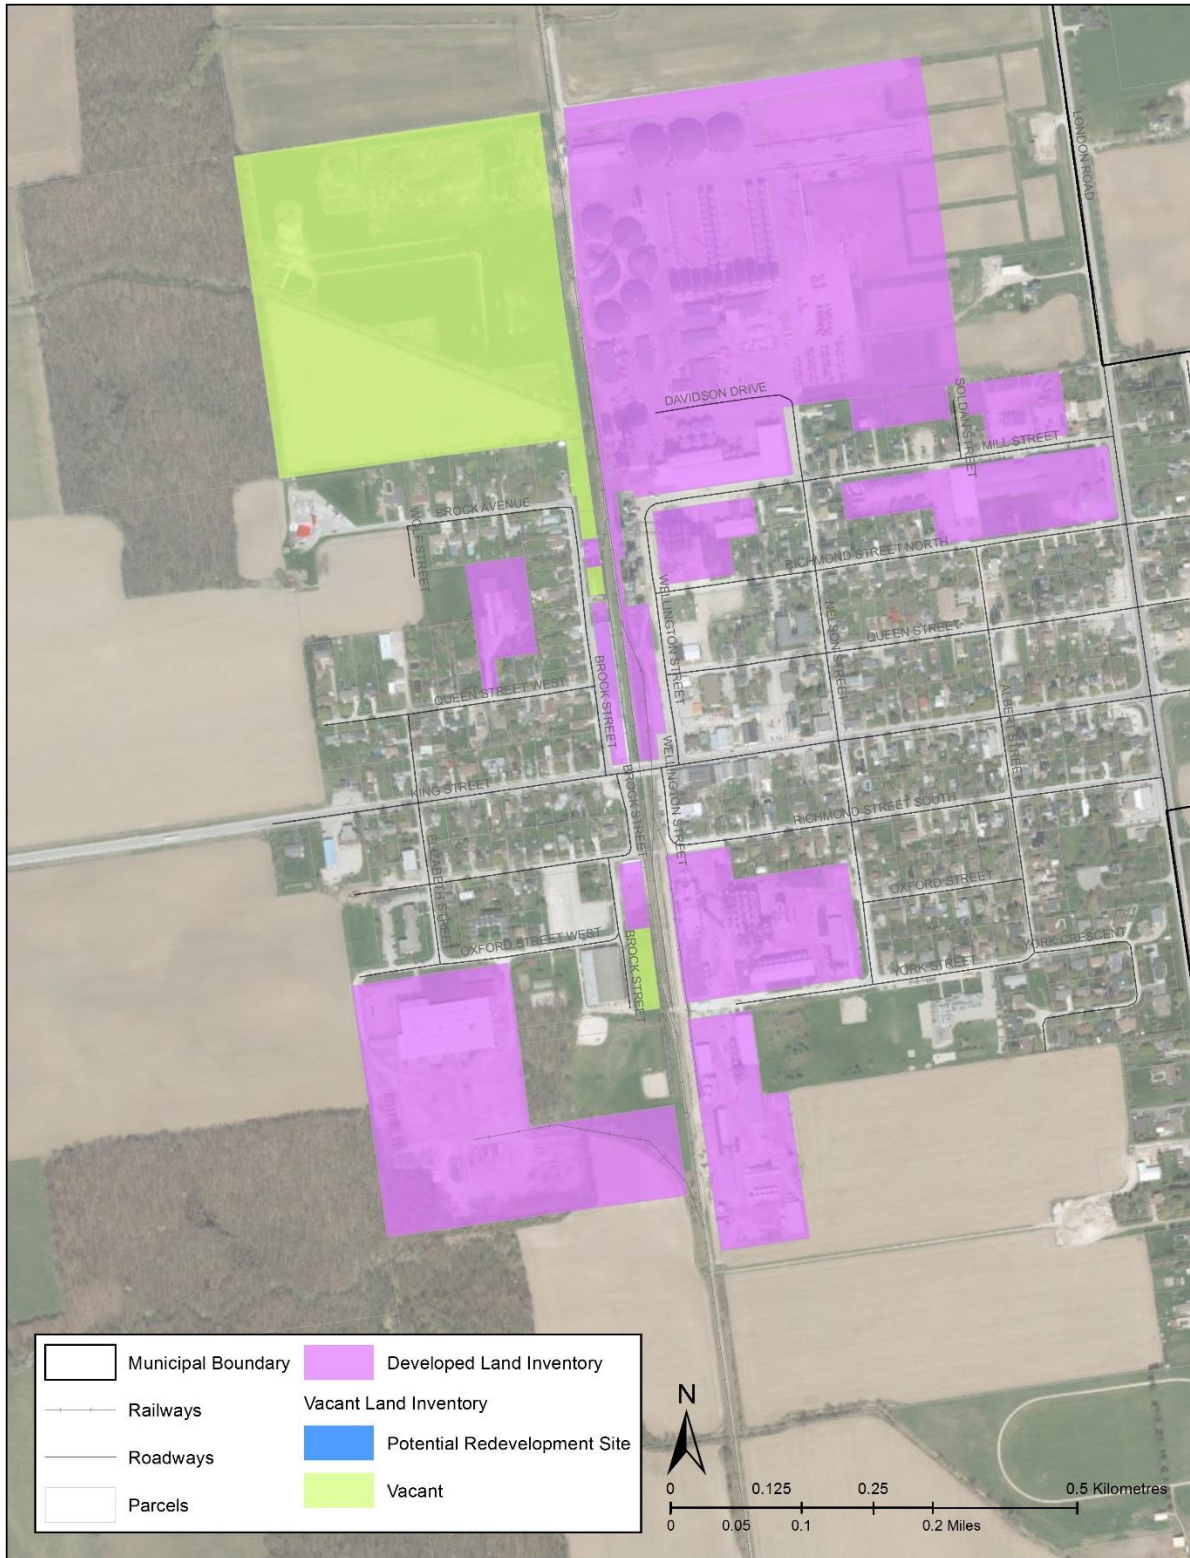 LONDON ROAD
DAVIDSON DRIVE
SOLDAN STREET
MILL STREET
BROCK AVENUE
WOLF STREET
RICHMOND STREET NORTH
WELLINGTON STREET
NELSON STREET
QUEEN STREET
QUEEN STREET WEST
BROCK STREET
ALBERT STREET
WELLINGTON STREET
KING STREET
BROCK STREET
RICHMOND STREET SOUTH
ELIZABETH STREET
OXFORD STREET
OXFORD STREET WEST
BROCK STREET
YORK CRESCENT
YORK STREET
Municipal Boundary
Railways
Roadways
Parcels
Developed Land Inventory
Vacant Land Inventory
Potential Redevelopment Site
Vacant
N
0 0.125 0.25 0.5 Kilometres
0 0.05 0.1 0.2 Miles